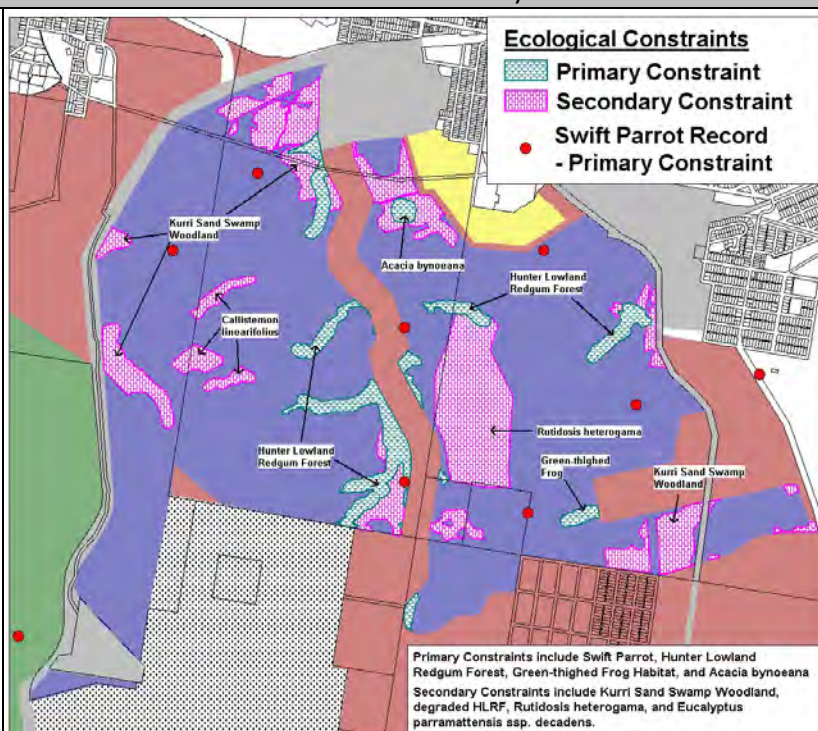 Ecological Constraints
Primary Constraint
Secondary Constraint
Swift Parrot Record
- Primary Constraint
Kurri Sand Swamp
Woodland
Acacia bynoeana
Hunter Lowland
Redgum Forest
Callistemon
linearifolius
Hunter Lowland
Redgum Forest
Rutidosis heterogama
Green-thighed
Frog
Kurri Sand Swamp
Woodland
Primary Constraints include Swift Parrot, Hunter Lowland
Redgum Forest, Green-thighed Frog Habitat, and Acacia bynoeana
Secondary Constraints include Kurri Sand Swamp Woodland,
degraded HLRF, Rutidosis heterogama, and Eucalyptus
parramattensis ssp. decadens.